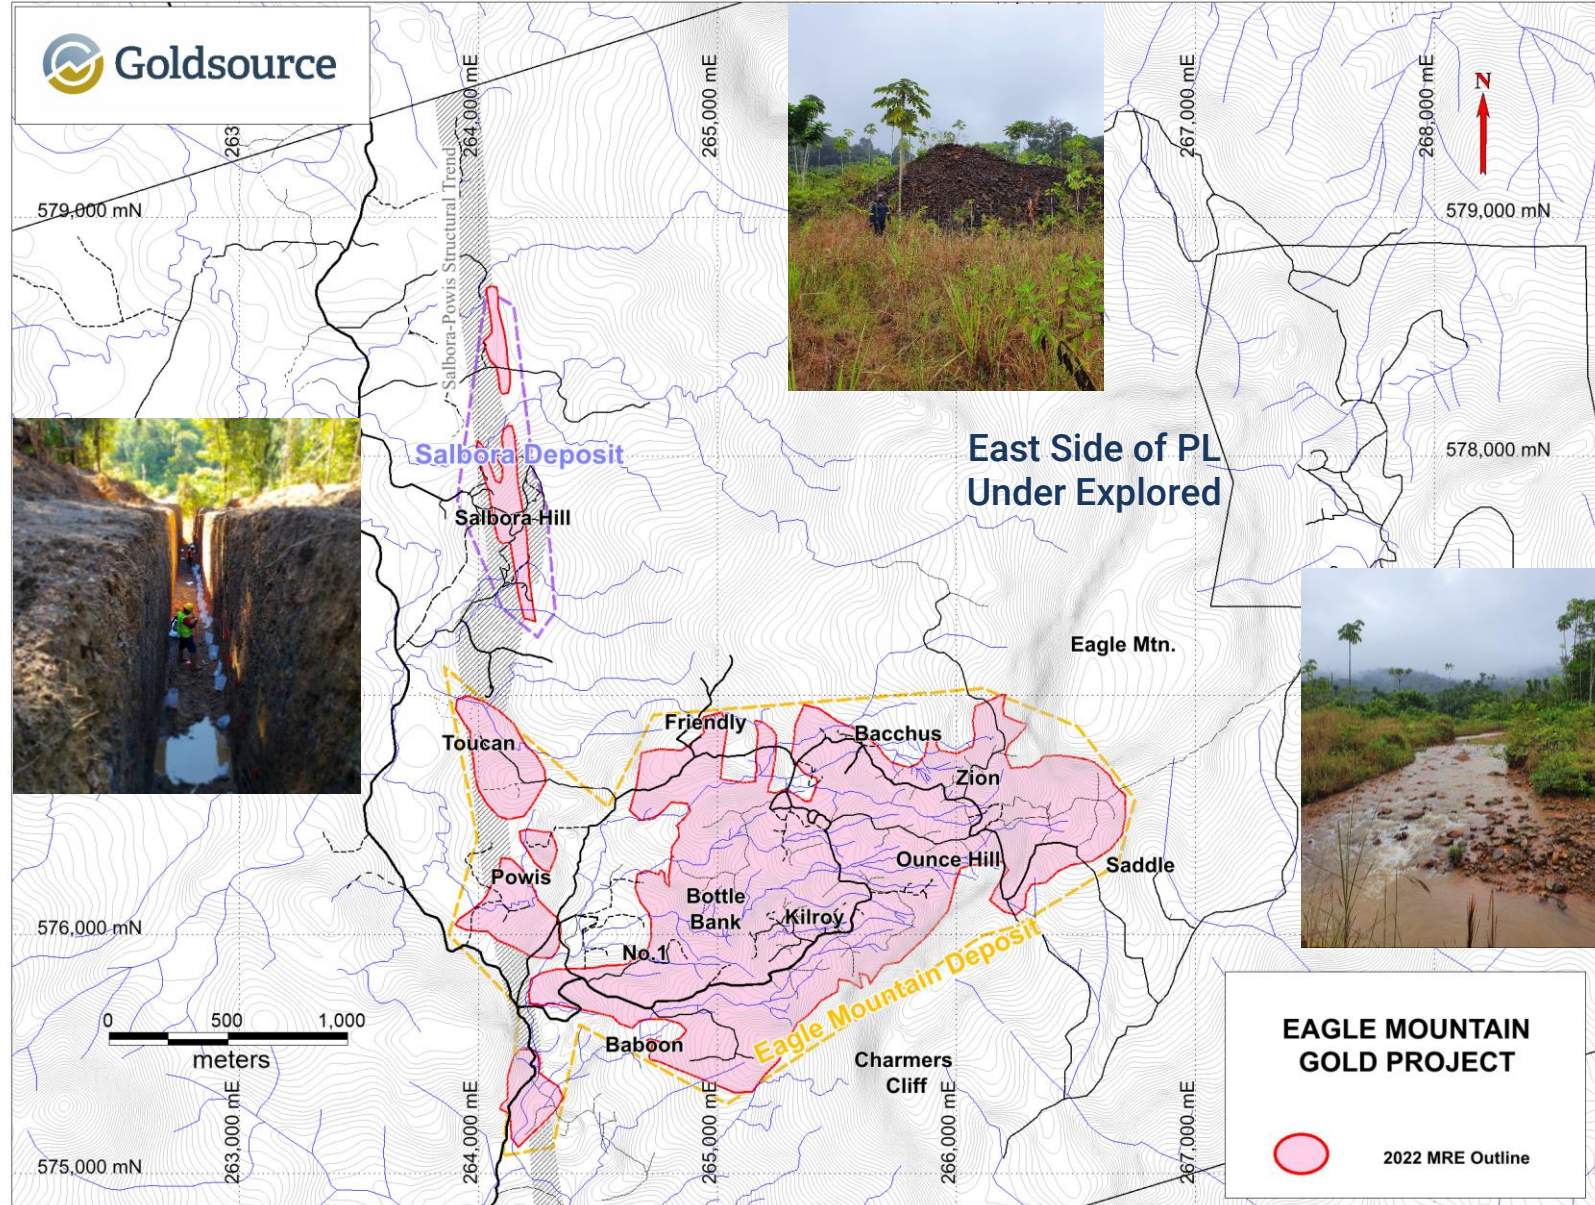 Goldsource
263
264,000 mE
265,000 mE
267,000 mE
268,000 mE
N
579,000 mN
579,000 mN
Salbora-Powis Structural Trend
Salbora Deposit
Salbora Hill
East Side of PL
Under Explored
578,000 mN
Eagle Mtn.
Toucan
Friendly
Bacchus
Zion
Ounce Hill
Saddle
Powis
Bottle
Bank
Kilroy
No.1
576,000 mN
Eagle Mountain Deposit
Baboon
Charmers
Cliff
0 500 1,000
meters
575,000 mN
263,000 mE
264,000 mE
265,000 mE
266,000 mE
267,000 mE
EAGLE MOUNTAIN
GOLD PROJECT
2022 MRE Outline